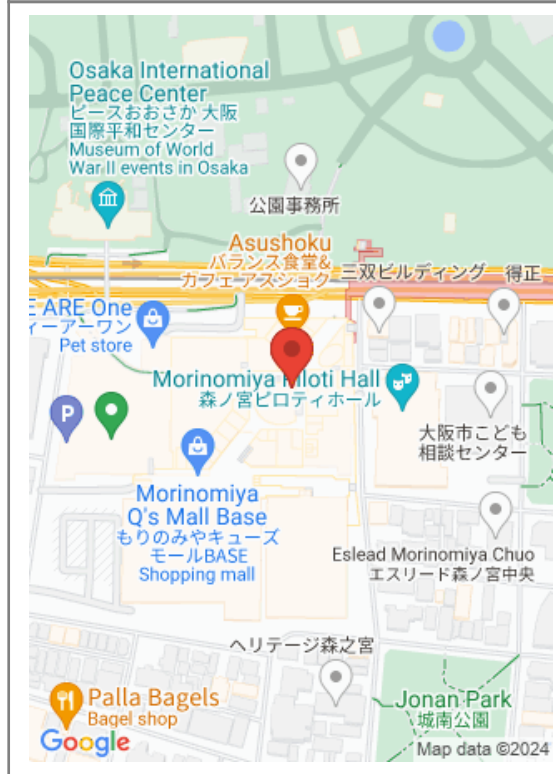 Osaka International
Peace Center
ピースおおさか 大阪
国際平和センター
Museum of World
War II events in Osaka
公園事務所
Asushoku
バランス食堂&
カフェ アスショク
三双ビルディング
得正
E ARE One
ィーアーワン
Pet store
Morinomiya Piloti Hall
森ノ宮ピロティホール
P
大阪市こども
相談センター
Morinomiya
Q's Mall Base
もりのみやキューズ
モールBASE
Shopping mall
Eslead Morinomiya Chuo
エスリード森ノ宮中央
ヘリテージ森之宮
Palla Bagels
Bagel shop
Jonan Park
城南公園
Google
Map data ©2024